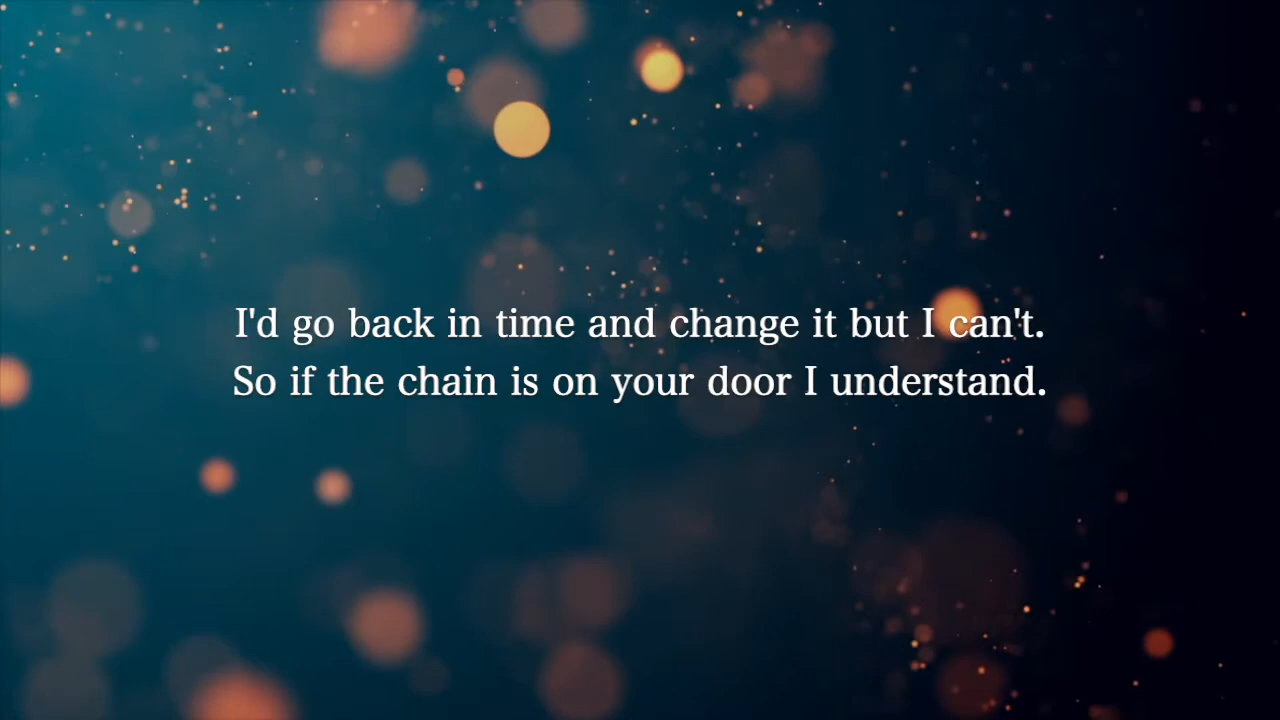 I'd go back in time and change it but I can't.
So if the chain is on your door I understand.